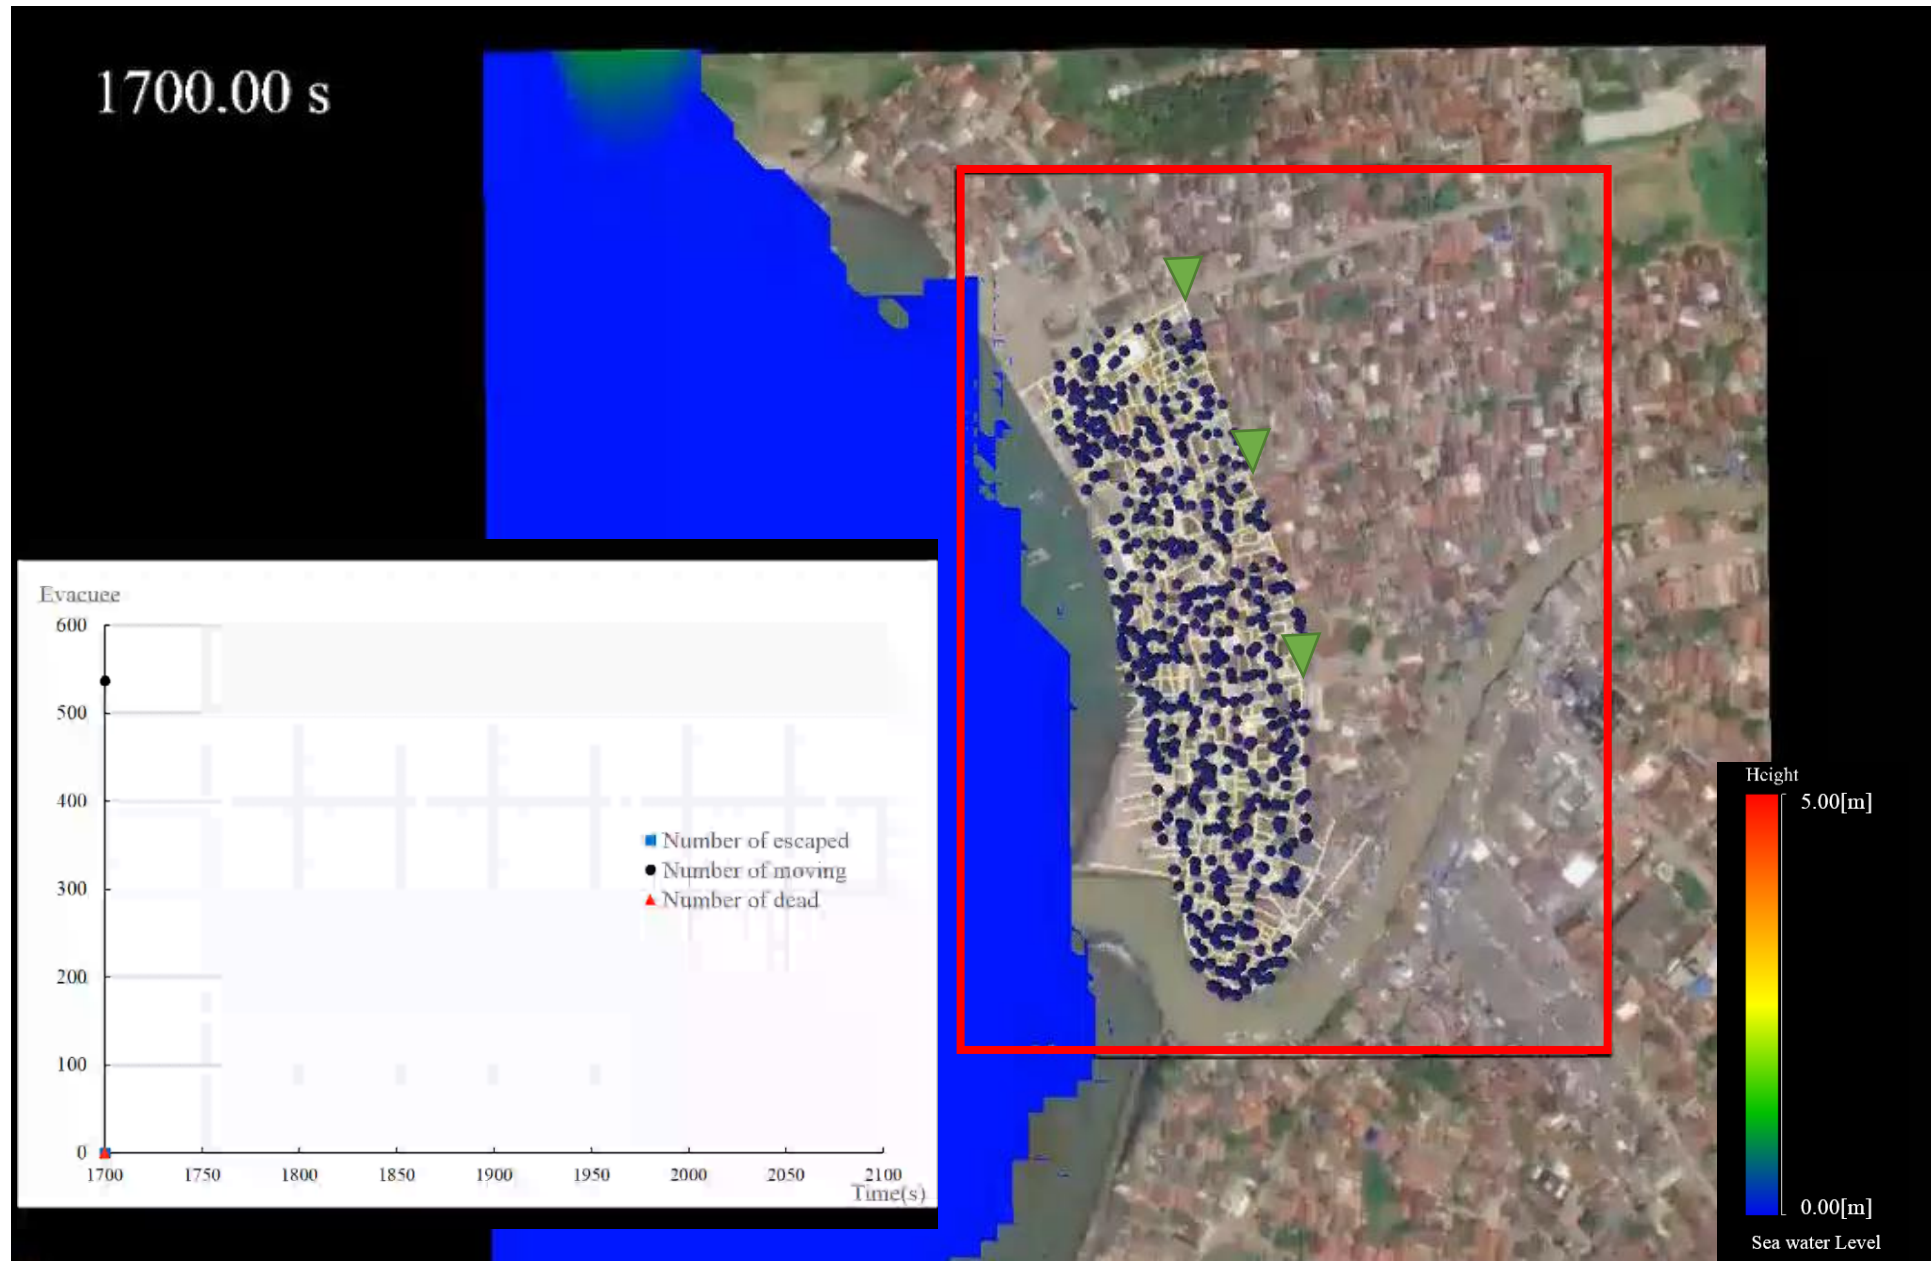 1700.00 s
Evacuee
600
500
400
300
200
100
0
Number of escaped
Number of moving
Number of dead
1700 1750 1800 1850 1900 1950 2000 2050 2100
Time(s)
Height
5.00[m]
0.00[m]
Sea water Level